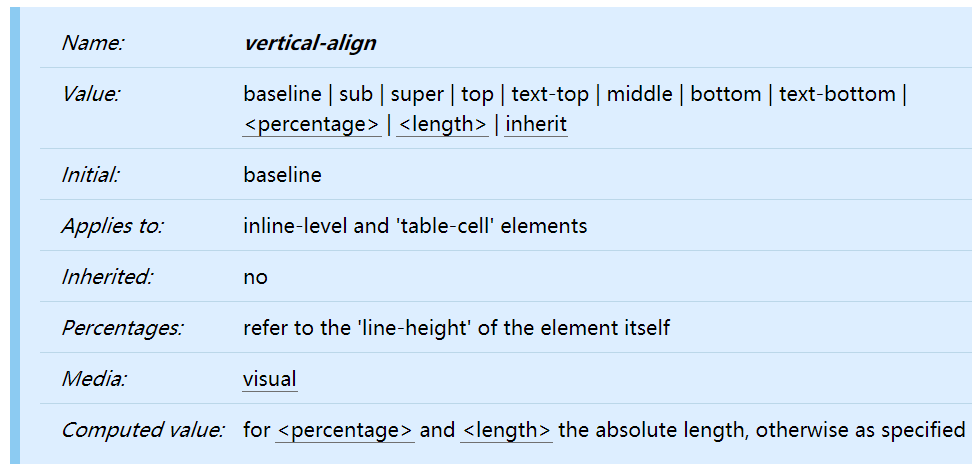 Name: vertical-align
Value: baseline | sub | super | top | text-top | middle | bottom | text-bottom |
<percentage> | <length> | inherit
Initial: baseline
Applies to: inline-level and 'table-cell' elements
Inherited: no
Percentages: refer to the 'line-height' of the element itself
Media: visual
Computed value: for <percentage> and <length> the absolute length, otherwise as specified